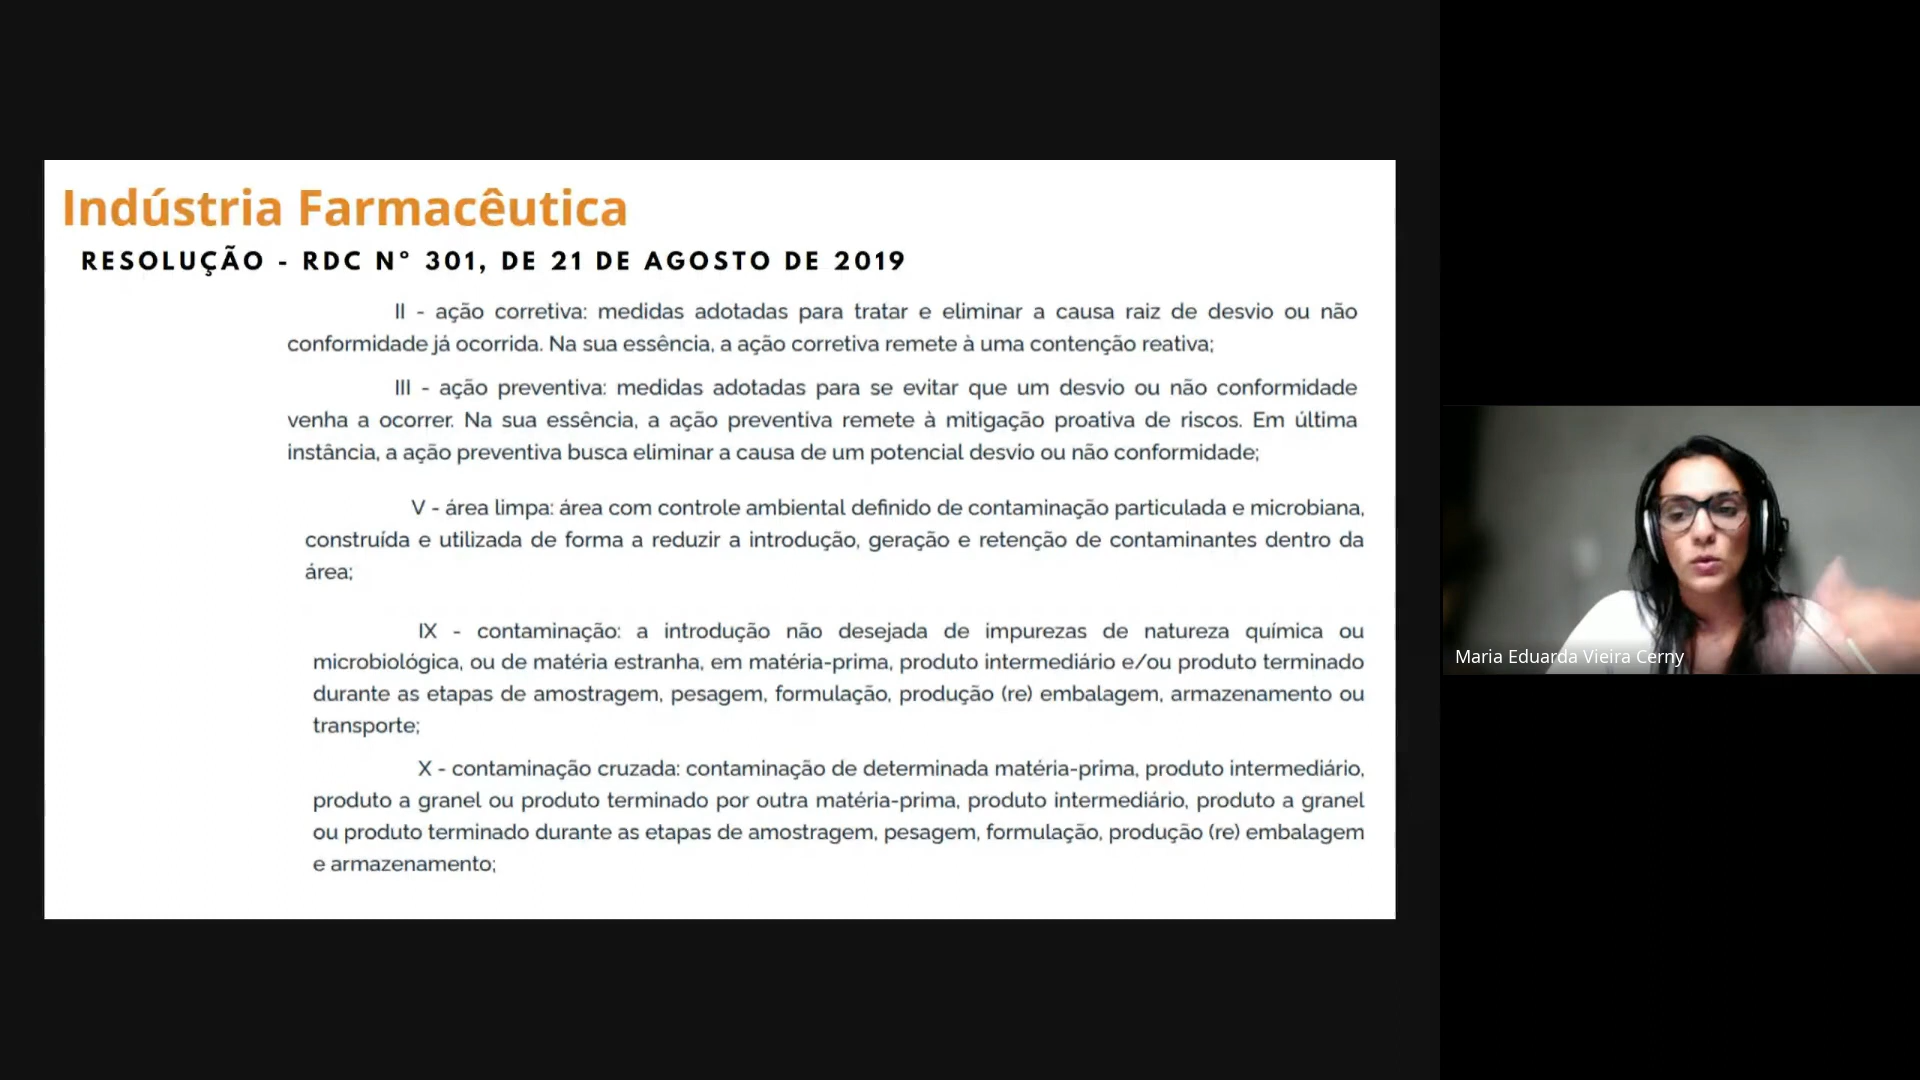 Indústria Farmacêutica
RESOLUÇÃO - RDC Nº 301, DE 21 DE AGOSTO DE 2019
II - ação corretiva: medidas adotadas para tratar e eliminar a causa raiz de desvio ou não
conformidade já ocorrida. Na sua essência, a ação corretiva remete à uma contenção reativa;
III - ação preventiva: medidas adotadas para se evitar que um desvio ou não conformidade
venha a ocorrer. Na sua essência, a ação preventiva remete à mitigação proativa de riscos. Em última
instância, a ação preventiva busca eliminar a causa de um potencial desvio ou não conformidade;
V - área limpa: área com controle ambiental definido de contaminação particulada e microbiana,
construída e utilizada de forma a reduzir a introdução, geração e retenção de contaminantes dentro da
área;
IX - contaminação: a introdução não desejada de impurezas de natureza química ou
microbiológica, ou de matéria estranha, em matéria-prima, produto intermediário e/ou produto terminado
durante as etapas de amostragem, pesagem, formulação, produção (re) embalagem, armazenamento ou
transporte;
X - contaminação cruzada: contaminação de determinada matéria-prima, produto intermediário,
produto a granel ou produto terminado por outra matéria-prima, produto intermediário, produto a granel
ou produto terminado durante as etapas de amostragem, pesagem, formulação, produção (re) embalagem
e armazenamento;
Maria Eduarda Vieira Cerny